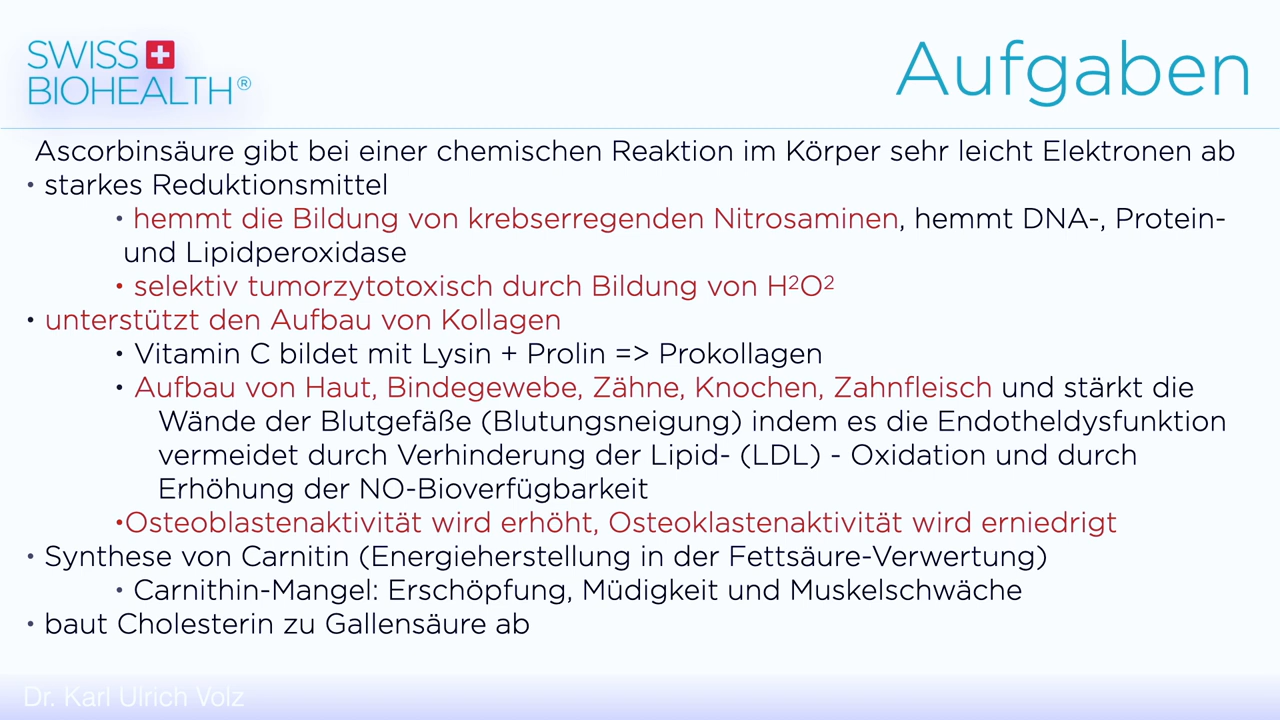 SWISS
BIOHEALTH®
Aufgaben
Ascorbinsäure gibt bei einer chemischen Reaktion im Körper sehr leicht Elektronen ab
• starkes Reduktionsmittel
• hemmt die Bildung von krebserregenden Nitrosaminen, hemmt DNA-, Protein-
und Lipidperoxidase
• selektiv tumorzytotoxisch durch Bildung von H²O²
• unterstützt den Aufbau von Kollagen
• Vitamin C bildet mit Lysin + Prolin => Prokollagen
• Aufbau von Haut, Bindegewebe, Zähne, Knochen, Zahnfleisch und stärkt die
Wände der Blutgefäße (Blutungsneigung) indem es die Endotheldysfunktion
vermeidet durch Verhinderung der Lipid- (LDL) - Oxidation und durch
Erhöhung der NO-Bioverfügbarkeit
•Osteoblastenaktivität wird erhöht, Osteoklastenaktivität wird erniedrigt
• Synthese von Carnitin (Energieherstellung in der Fettsäure-Verwertung)
• Carnithin-Mangel: Erschöpfung, Müdigkeit und Muskelschwäche
• baut Cholesterin zu Gallensäure ab
Dr. Karl Ulrich Volz